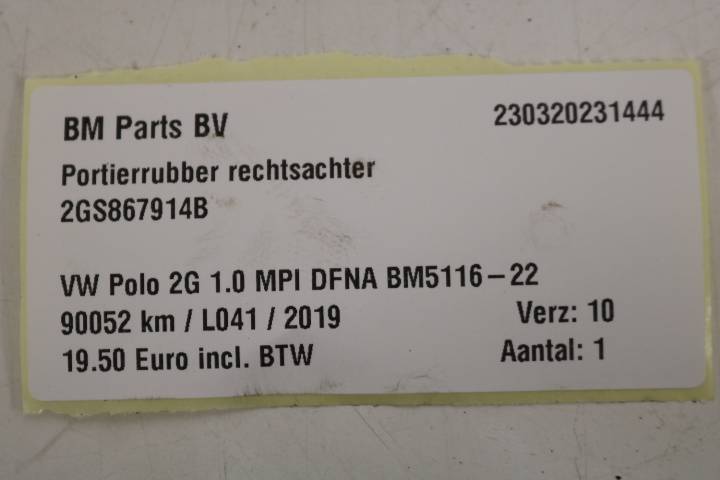 BM Parts BV 230320231444
Portierrubber rechtsachter
2GS867914B
VW Polo 2G 1.0 MPI DFNA BM5116-22
90052 km / L041 / 2019 Verz: 10
19.50 Euro incl. BTW Aantal: 1